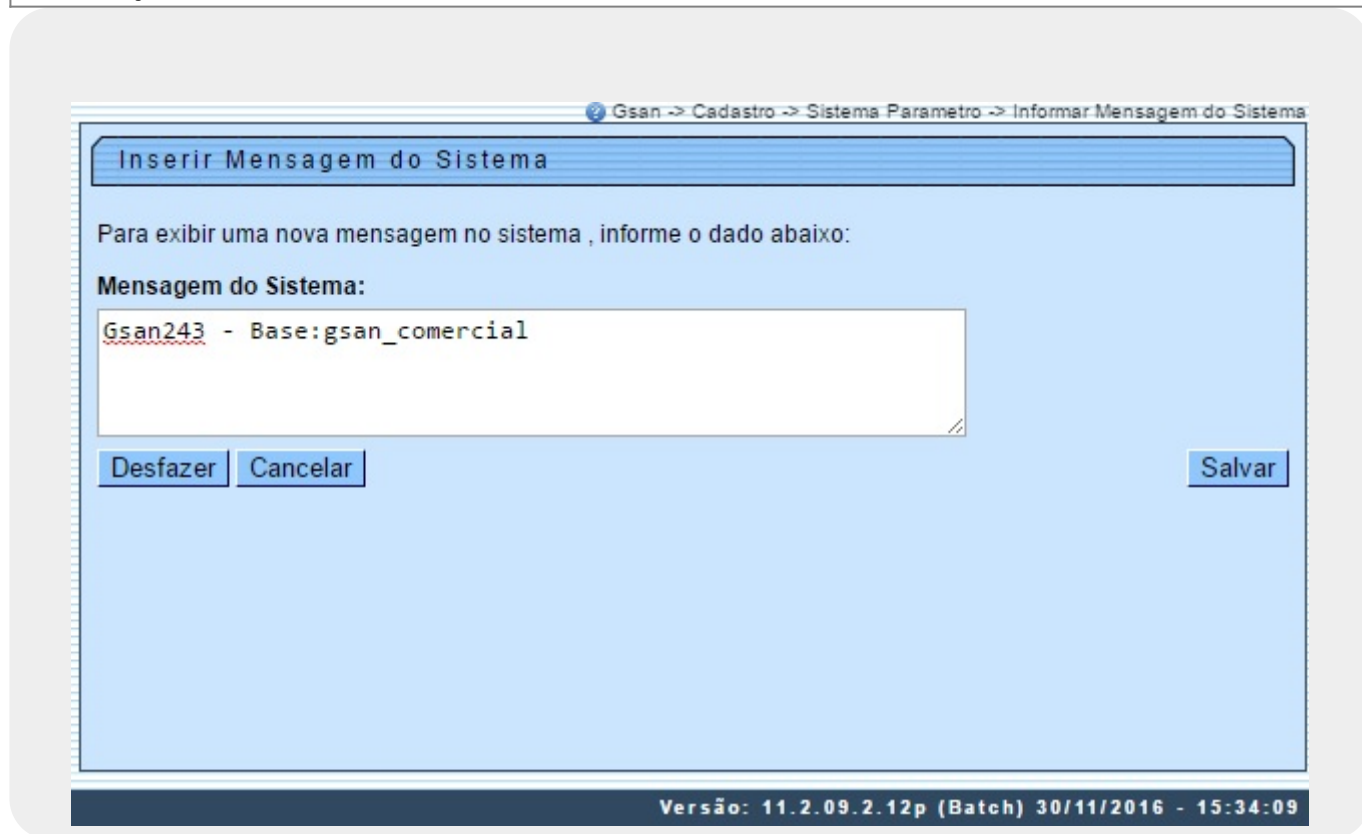 Gsan -> Cadastro -> Sistema Parametro -> Informar Mensagem do Sistema
Inserir Mensagem do Sistema
Para exibir uma nova mensagem no sistema , informe o dado abaixo:
Mensagem do Sistema:
Gsan243 - Base:gsan_comercial
Desfazer Cancelar Salvar
Versão: 11.2.09.2.12p (Batch) 30/11/2016 - 15:34:09